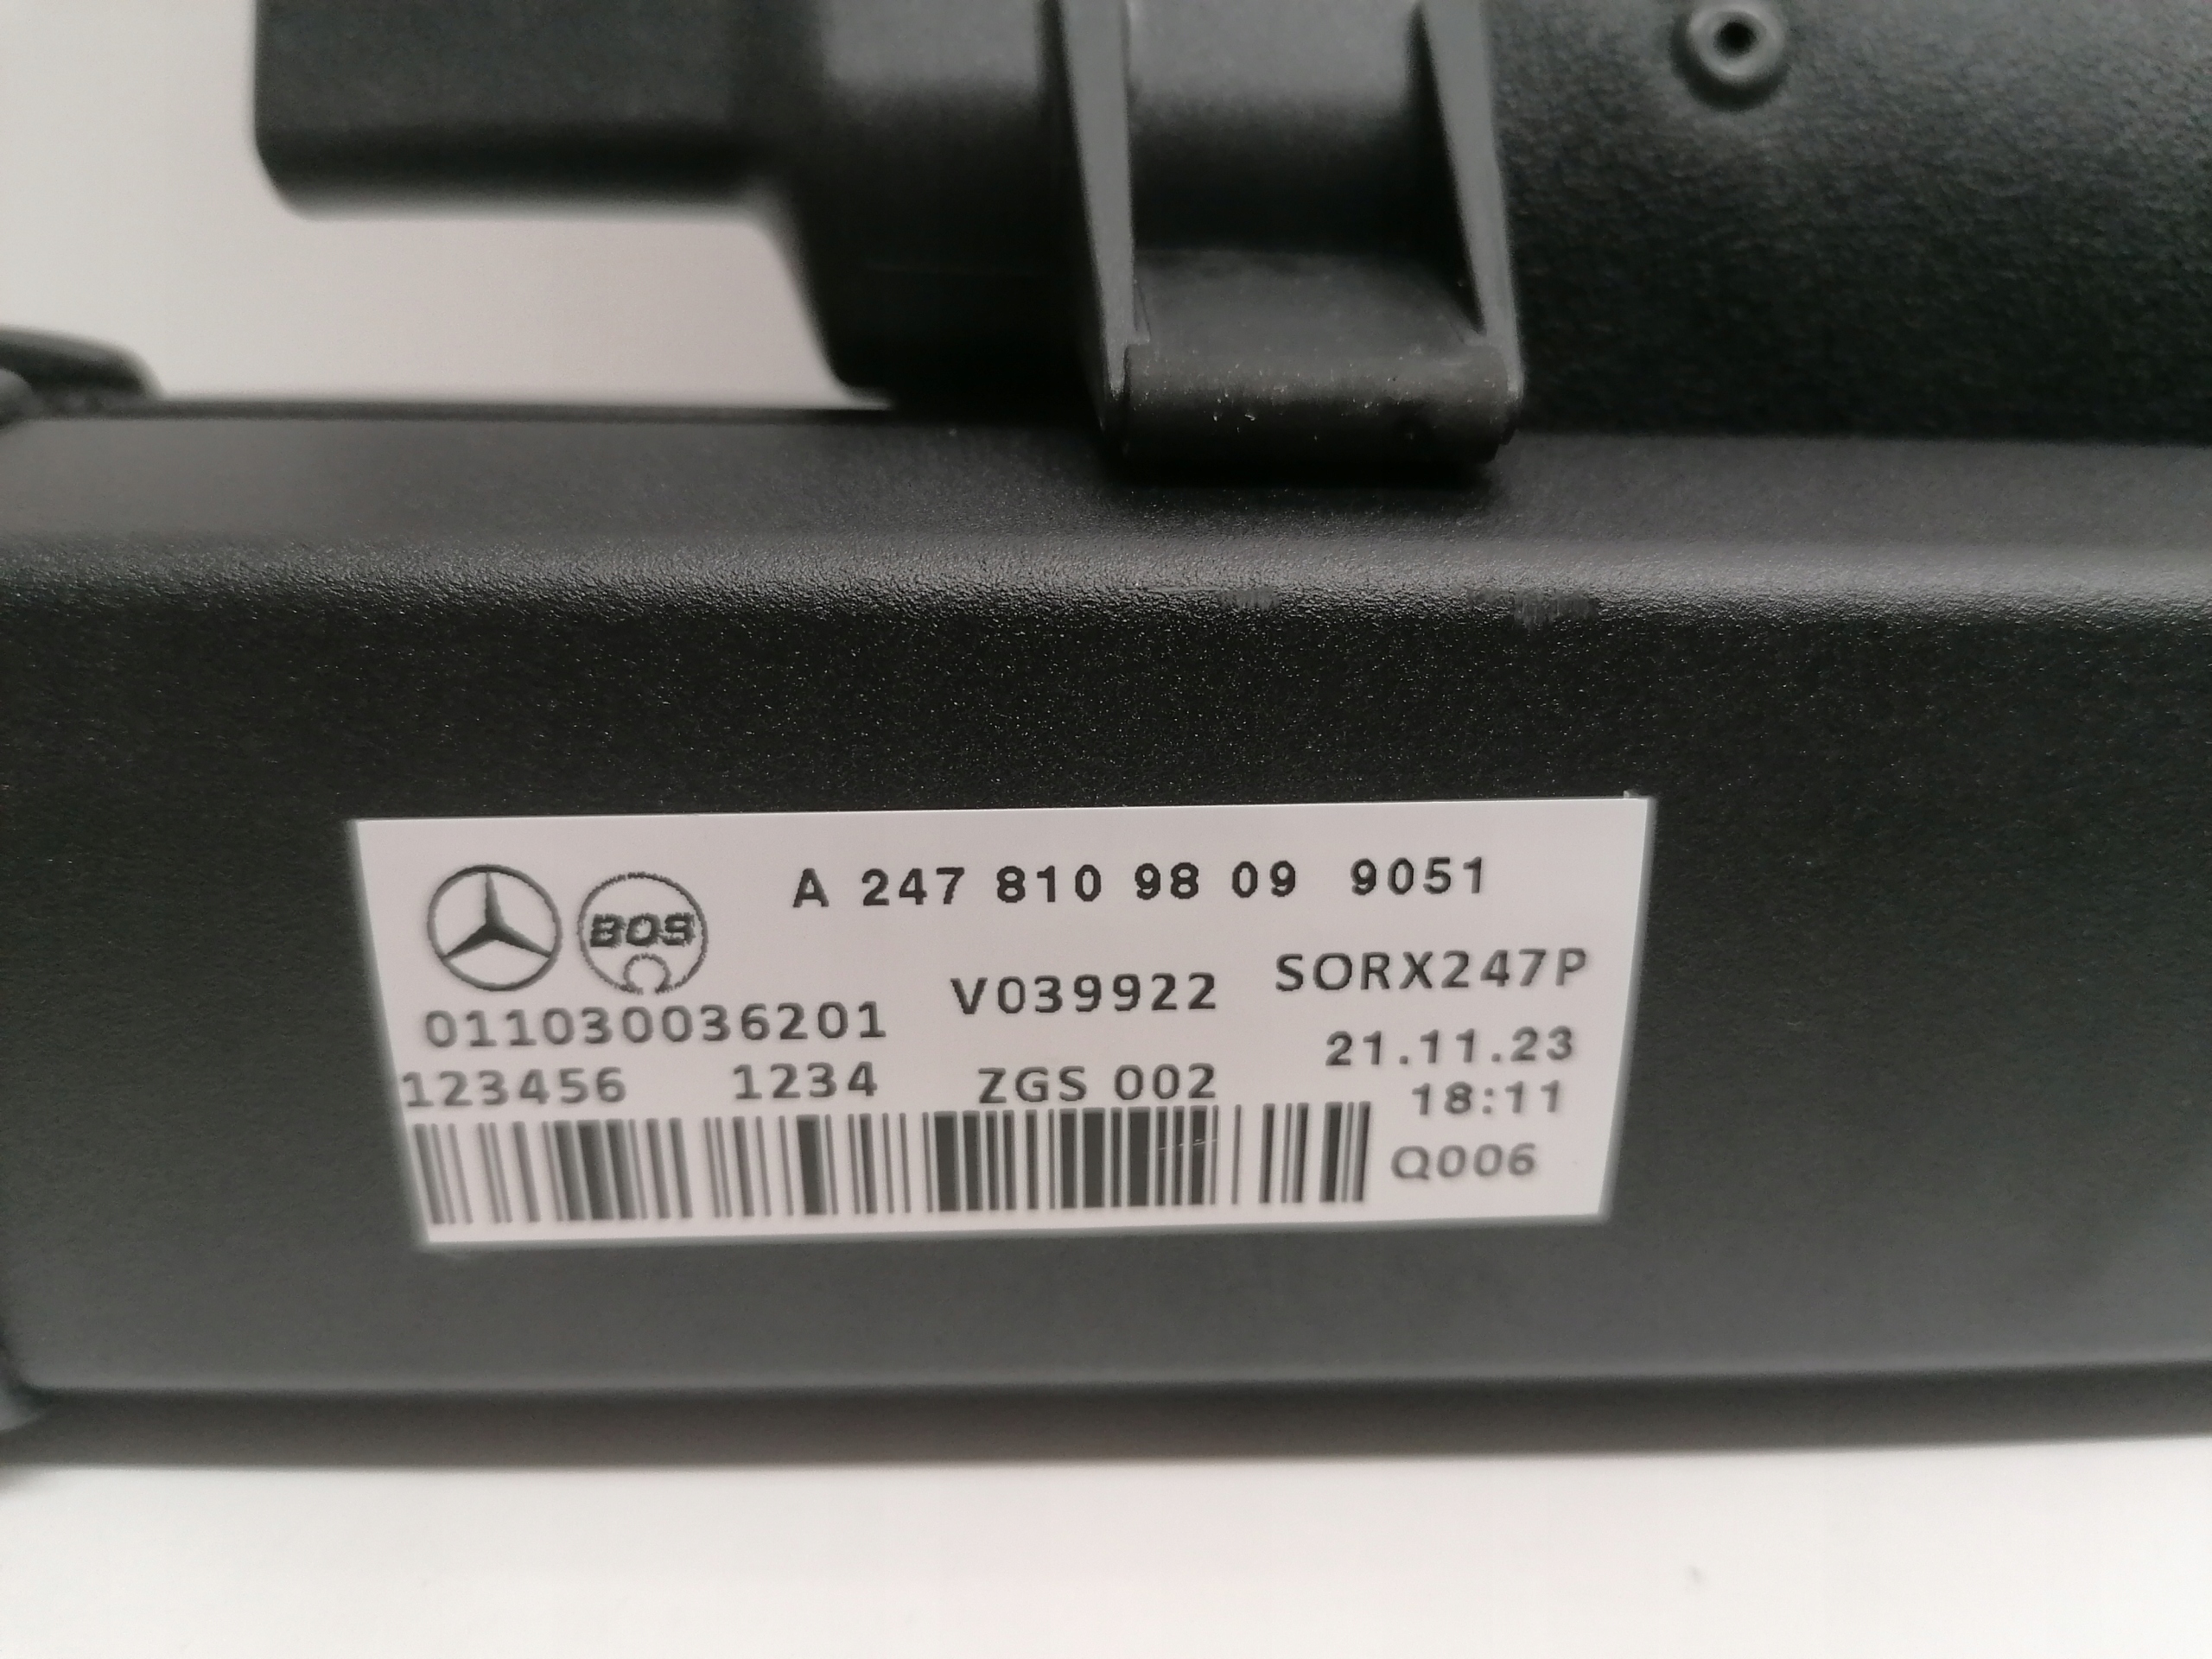 A 247 810 98 09 9051
BOS
SORX247P
V039922
011030036201
21.11.23
123456 1234 ZGS 002
18:11
Q006